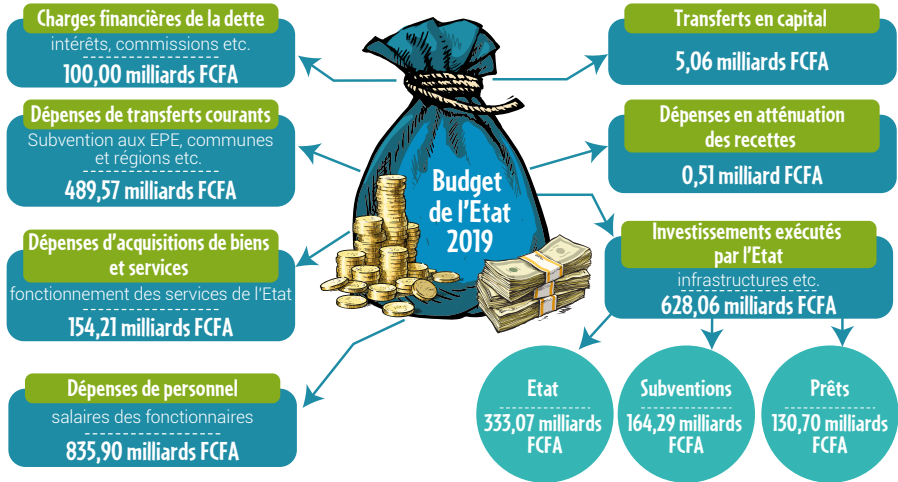 Charges financières de la dette
intérêts, commissions etc.
100,00 milliards FCFA
Dépenses de transferts courants
Subvention aux EPE, communes
et régions etc.
489,57 milliards FCFA
Dépenses d'acquisitions de biens
et services
fonctionnement des services de l'Etat
154,21 milliards FCFA
Dépenses de personnel
salaires des fonctionnaires
835,90 milliards FCFA
Budget
de l'Etat
2019
Transferts en capital
5,06 milliards FCFA
Dépenses en atténuation
des recettes
0,51 milliard FCFA
Investissements exécutés
par l'Etat
infrastructures etc.
628,06 milliards FCFA
Etat
333,07 milliards
FCFA
Subventions
164,29 milliards
FCFA
Prêts
130,70 milliards
FCFA